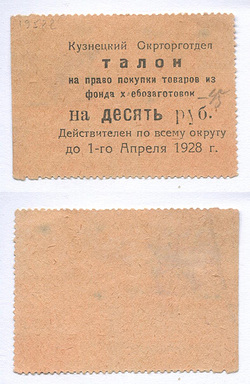 Кузнецкий Окрторготдел
ТАЛОН
на право покупки товаров из
фонда х ебозаготовок
на ДЕСЯТЬ руб.
Действителен по всему округу
до 1-го Апреля 1928 г.